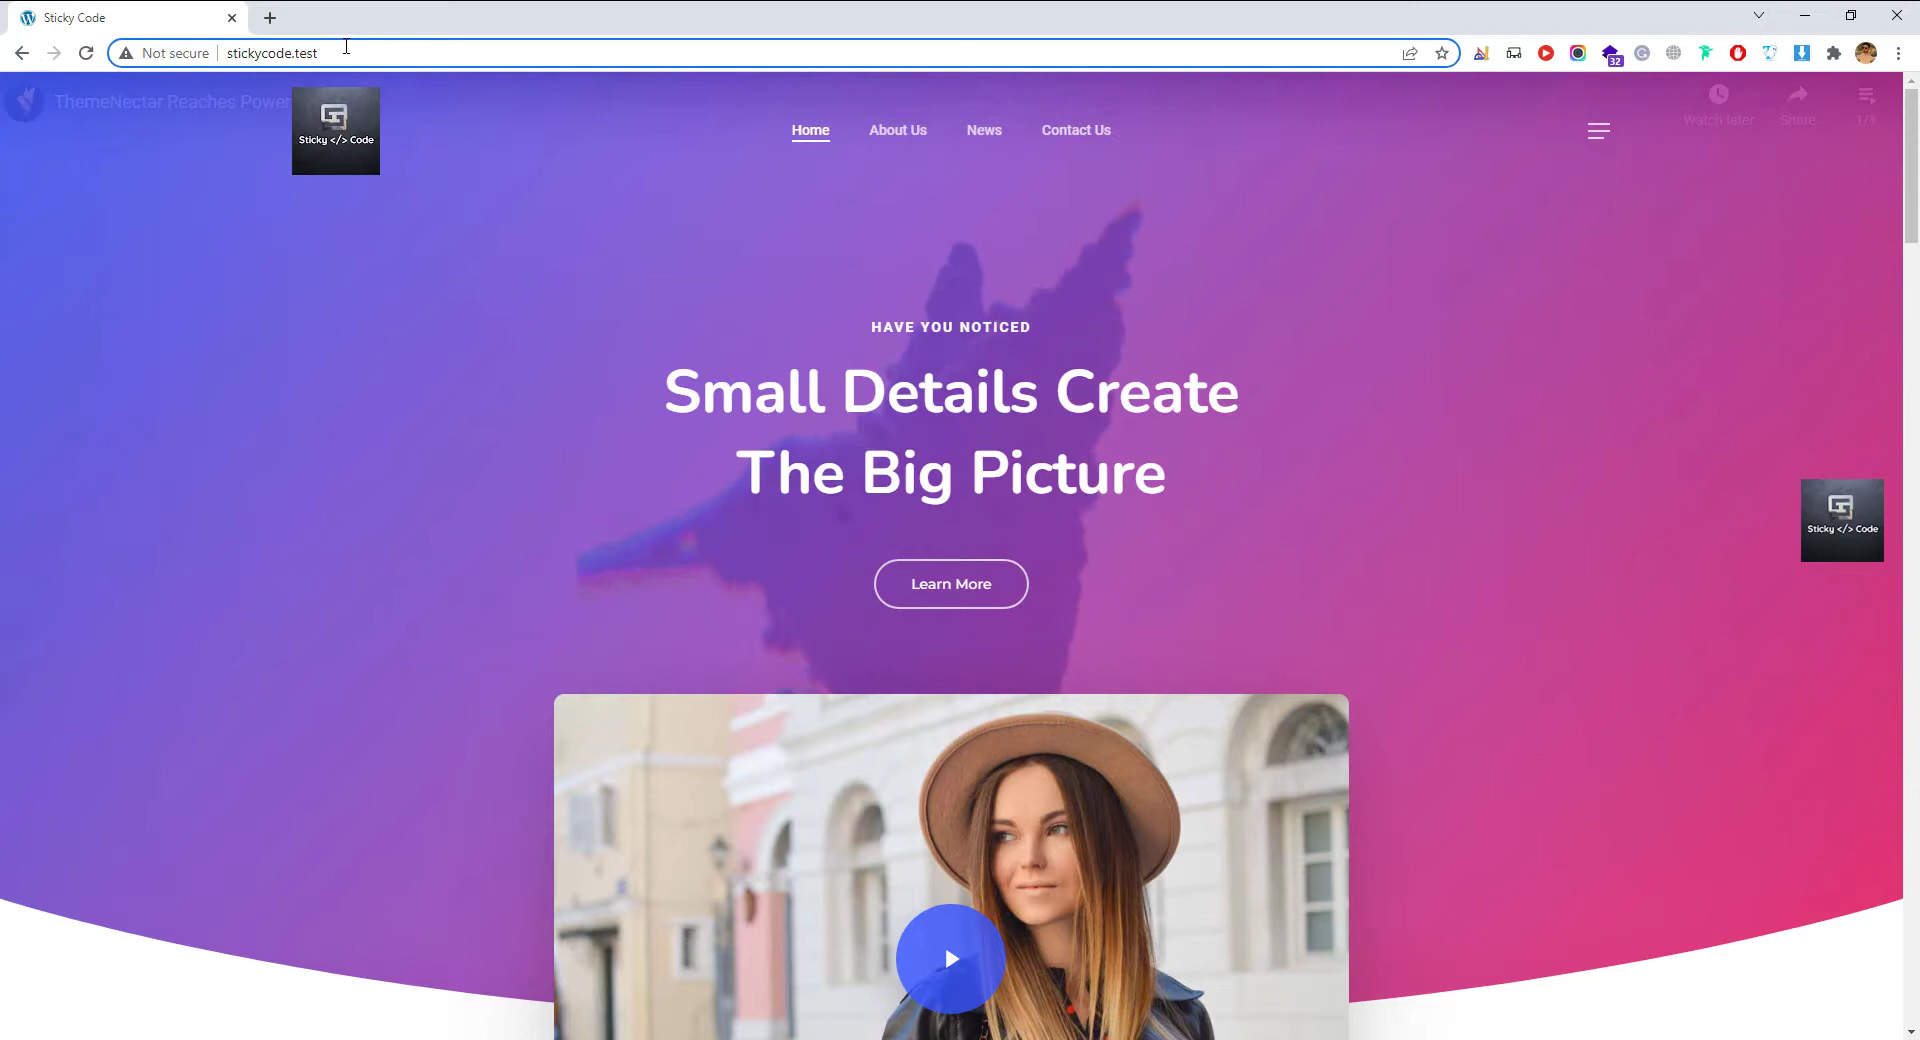 Sticky Code
Not secure
stickycode.test
32
ThemeNectar Reaches Power
Sticky </> Code
Home
About Us
News
Contact Us
Watch later
Share
1/1
HAVE YOU NOTICED
Small Details Create
The Big Picture
Learn More
Sticky </> Code